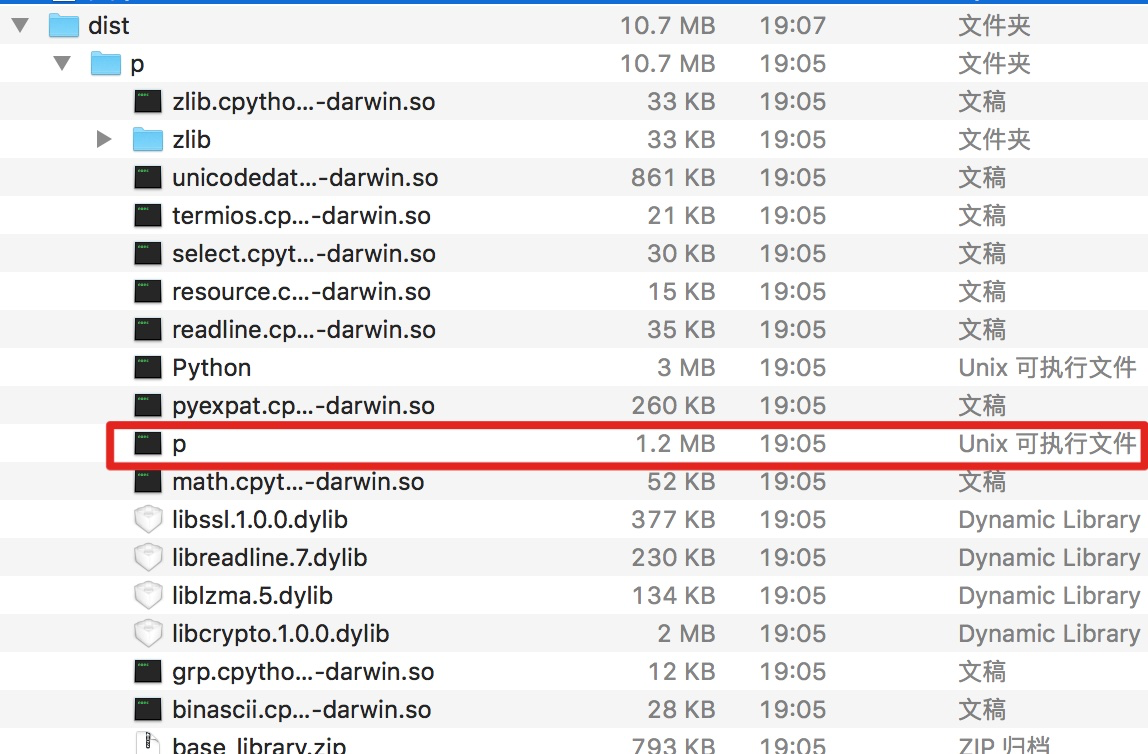 dist 10.7 MB 19:07 文件夹
p 10.7 MB 19:05 文件夹
zlib.cpytho...-darwin.so 33 KB 19:05 文稿
zlib 33 KB 19:05 文件夹
unicodedat...-darwin.so 861 KB 19:05 文稿
termios.cp...-darwin.so 21 KB 19:05 文稿
select.cpyt...-darwin.so 30 KB 19:05 文稿
resource.c...-darwin.so 15 KB 19:05 文稿
readline.cp...-darwin.so 35 KB 19:05 文稿
Python 3 MB 19:05 Unix 可执行文件
pyexpat.cp...-darwin.so 260 KB 19:05 文稿
p 1.2 MB 19:05 Unix 可执行文件
math.cpyt...-darwin.so 52 KB 19:05 文稿
libssl.1.0.0.dylib 377 KB 19:05 Dynamic Library
libreadline.7.dylib 230 KB 19:05 Dynamic Library
liblzma.5.dylib 134 KB 19:05 Dynamic Library
libcrypto.1.0.0.dylib 2 MB 19:05 Dynamic Library
grp.cpytho...-darwin.so 12 KB 19:05 文稿
binascii.cp...-darwin.so 28 KB 19:05 文稿
base_library.zip 793 KB 19:05 ZIP 归档